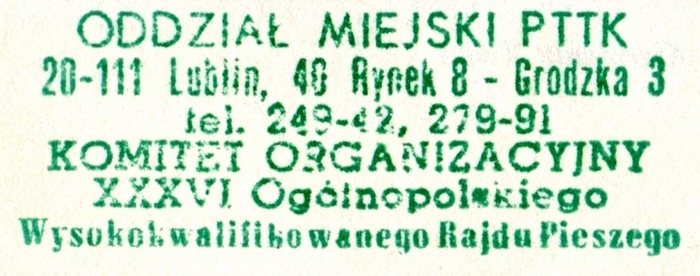 ODDZIAŁ MIEJSKI PTTK
20-111 Lublin, 40 Rynek 8 - Grodzka 3
tel. 249-42, 279-91
KOMITET ORGANIZACYJNY
XXXVI Ogólnopolskiego
Wysokokwalifikowanego Rajdu Pieszego